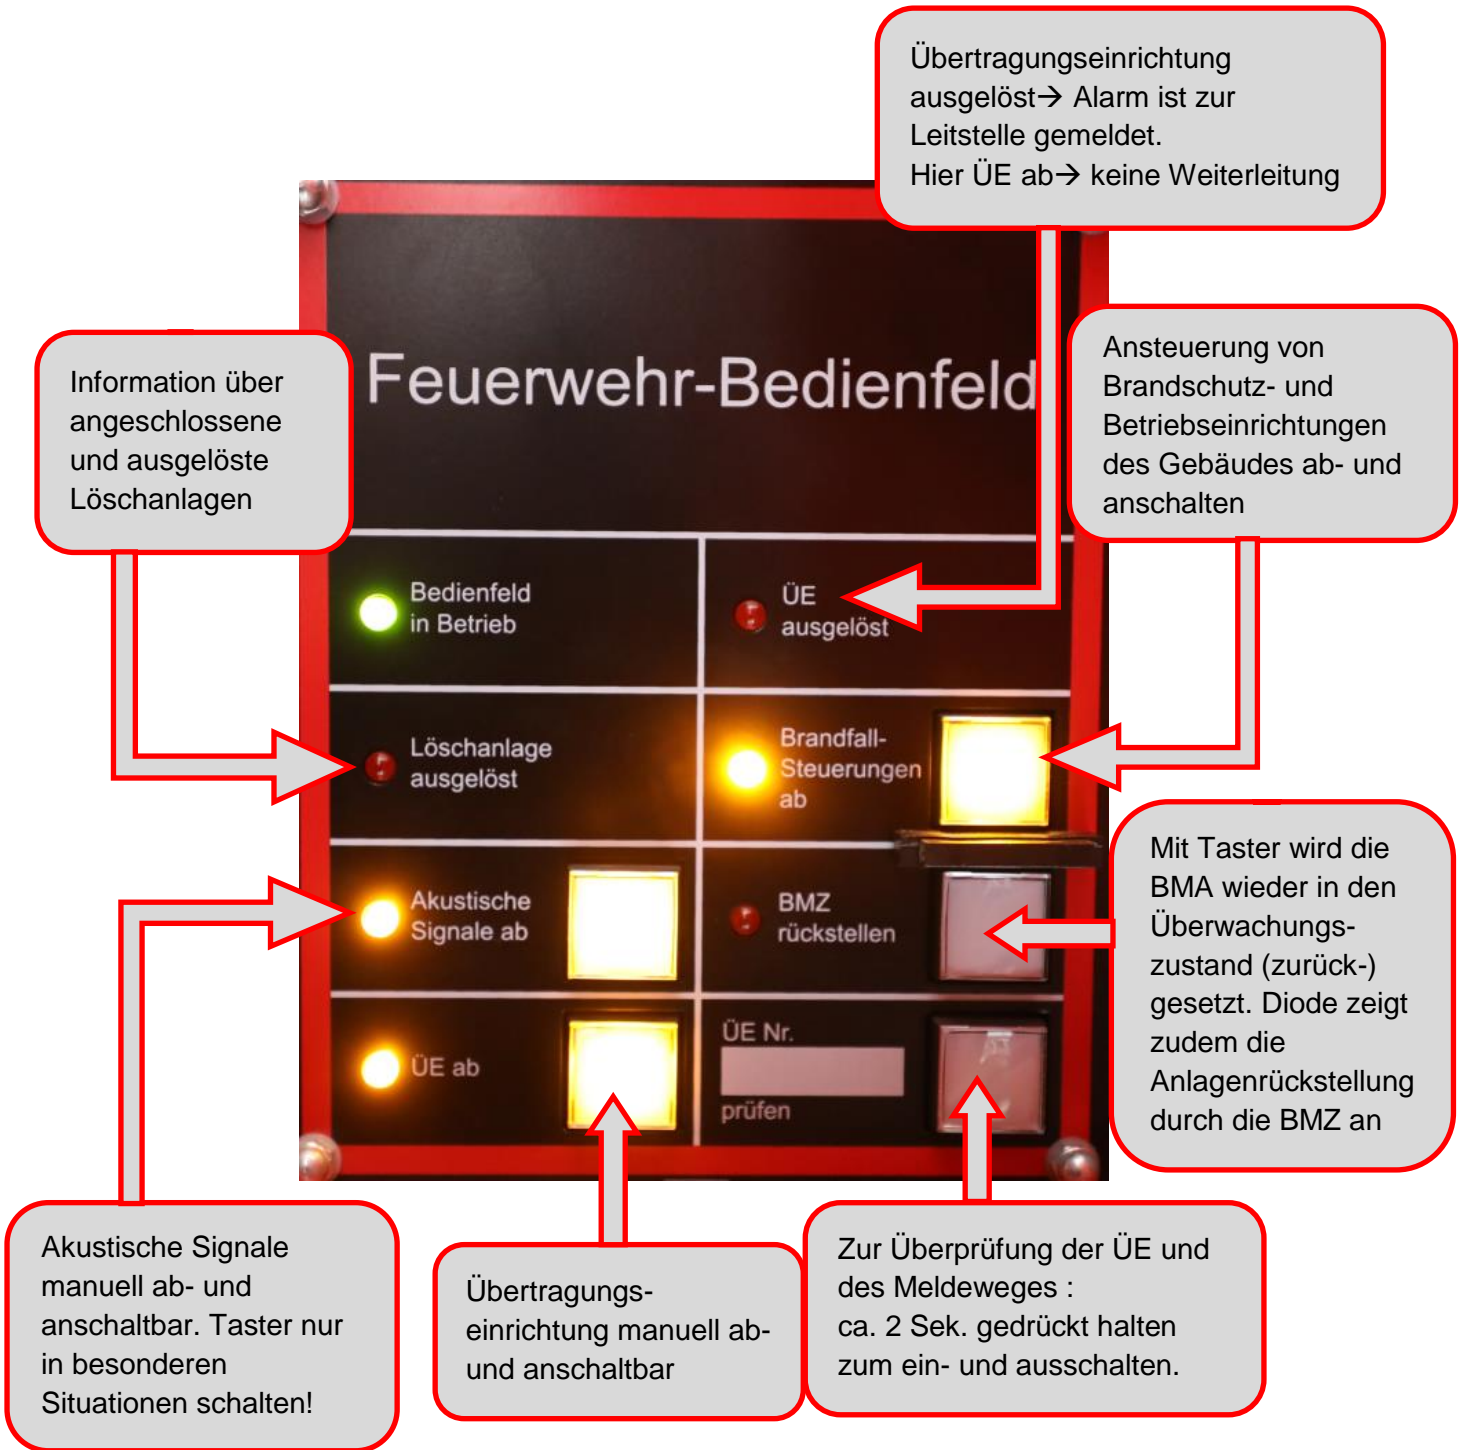 Übertragungseinrichtung
ausgelöst→ Alarm ist zur
Leitstelle gemeldet.
Hier ÜE ab→ keine Weiterleitung
Information über
angeschlossene
und ausgelöste
Löschanlagen
Feuerwehr-Bedienfeld
Ansteuerung von
Brandschutz- und
Betriebseinrichtungen
des Gebäudes ab- und
anschalten
Bedienfeld
in Betrieb
ÜE
ausgelöst
Löschanlage
ausgelöst
Brandfall-
Steuerungen
ab
Akustische
Signale ab
BMZ
rückstellen
Mit Taster wird die
BMA wieder in den
Überwachungs-
zustand (zurück-)
gesetzt. Diode zeigt
zudem die
Anlagenrückstellung
durch die BMZ an
ÜE ab
ÜE Nr.
prüfen
Akustische Signale
manuell ab- und
anschaltbar. Taster nur
in besonderen
Situationen schalten!
Übertragungs-
einrichtung manuell ab-
und anschaltbar
Zur Überprüfung der ÜE und
des Meldeweges :
ca. 2 Sek. gedrückt halten
zum ein- und ausschalten.